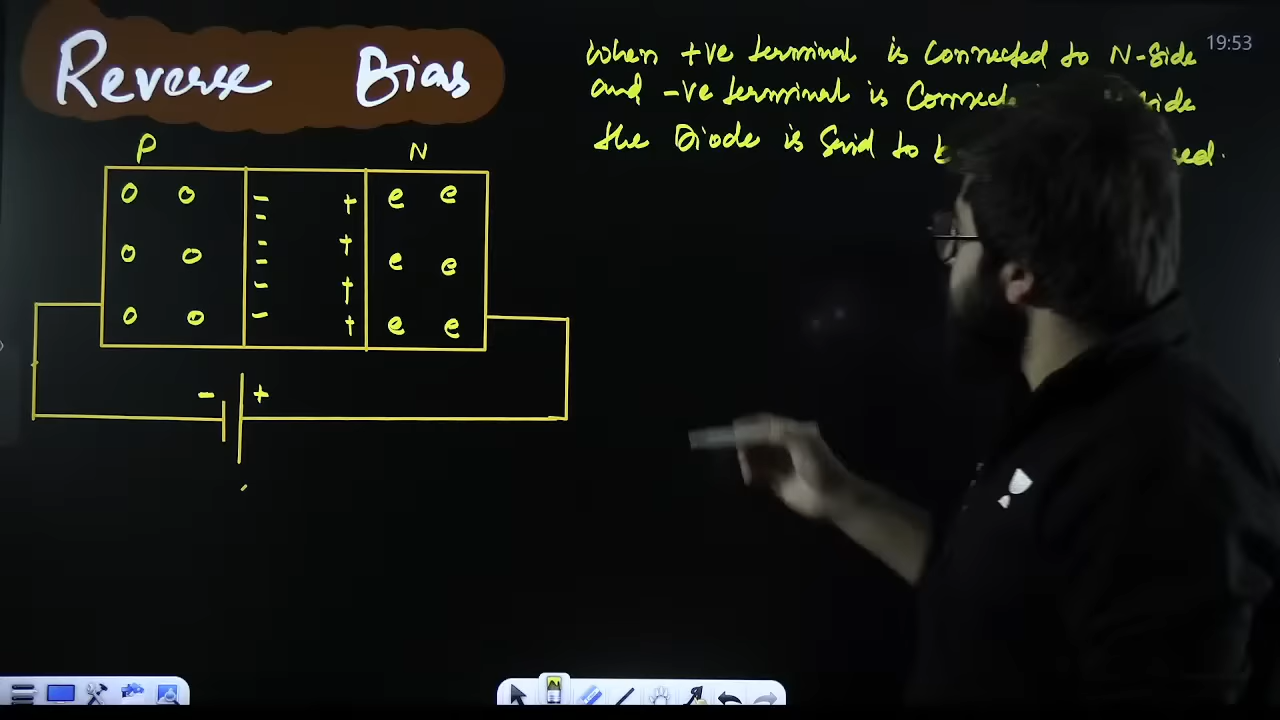 Reverse Bias
When +ve terminal is Connected to N-Side
19:53
and -ve terminal is
the Diode is Said to
P
N
o o - + e e
-
o o - + e e
-
- +
o o - + e e
- +